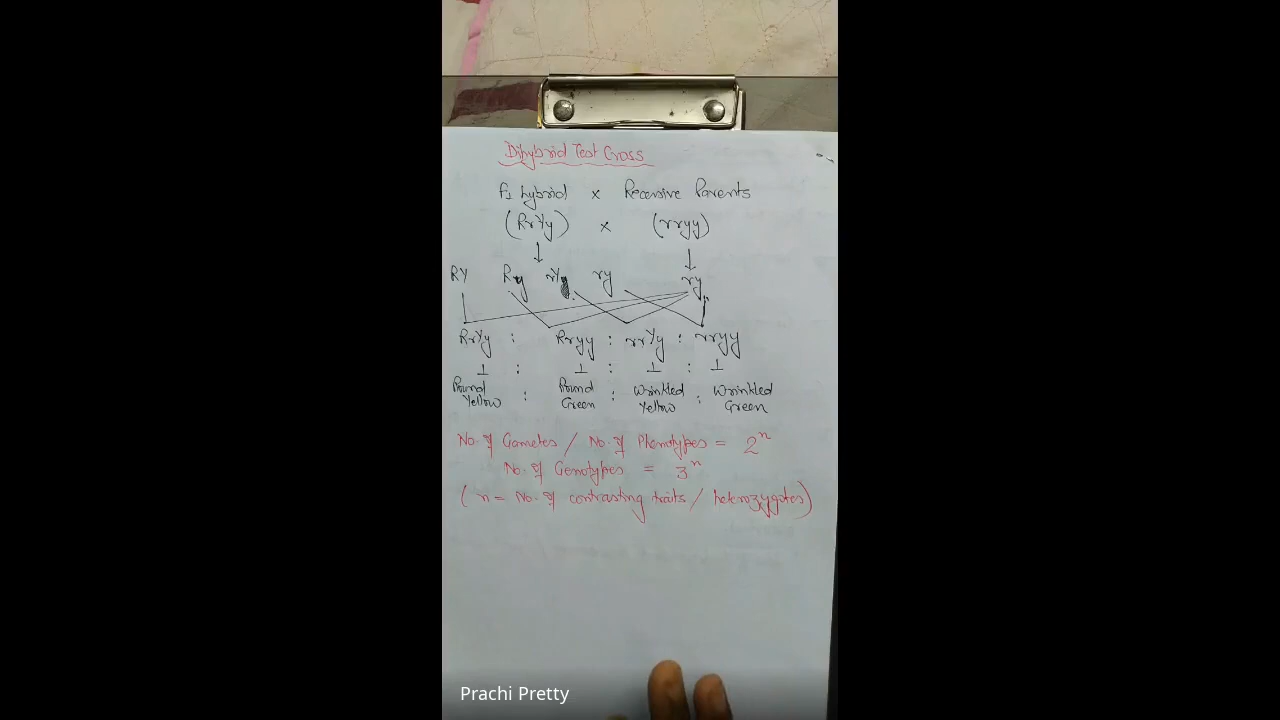 Dihybrid Test Cross
F1 hybrid x Recessive Parents
(RrYy) x (rryy)
RY Ry rY ry ry
RrYy : Rryy : rrYy : rryy
1 : 1 : 1 : 1
Round Yellow : Round Green : Wrinkled Yellow : Wrinkled Green
No. of Gametes / No. of Phenotypes = 2ⁿ
No. of Genotypes = 3ⁿ
( n = No. of contrasting traits / heterozygotes)
Prachi Pretty